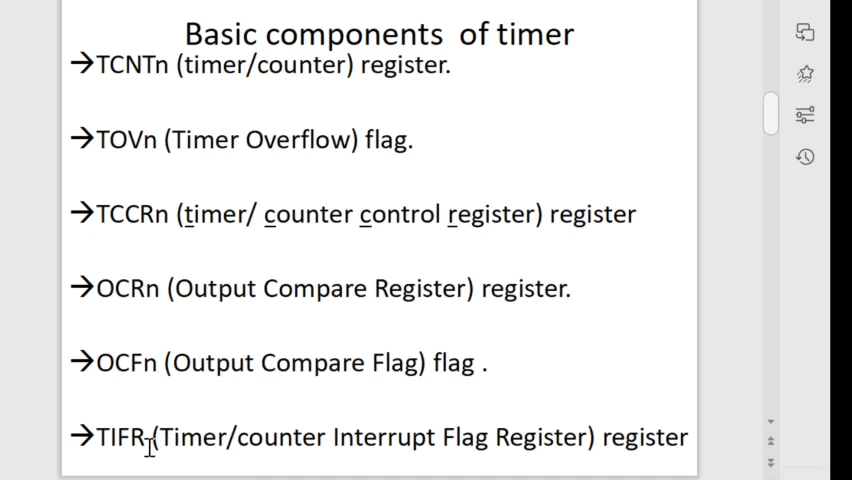 Basic components  of timer
→TCNTn (timer/counter) register.
→TOVn (Timer Overflow) flag.
→TCCRn (timer/ counter control register) register
→OCRn (Output Compare Register) register.
→OCFn (Output Compare Flag) flag .
→TIFR (Timer/counter Interrupt Flag Register) register